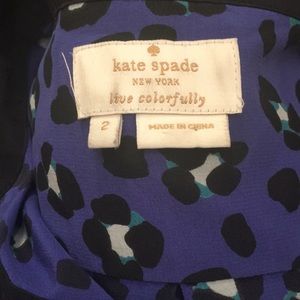 kate spade
NEW YORK
live colorfully
2
MADE IN CHINA